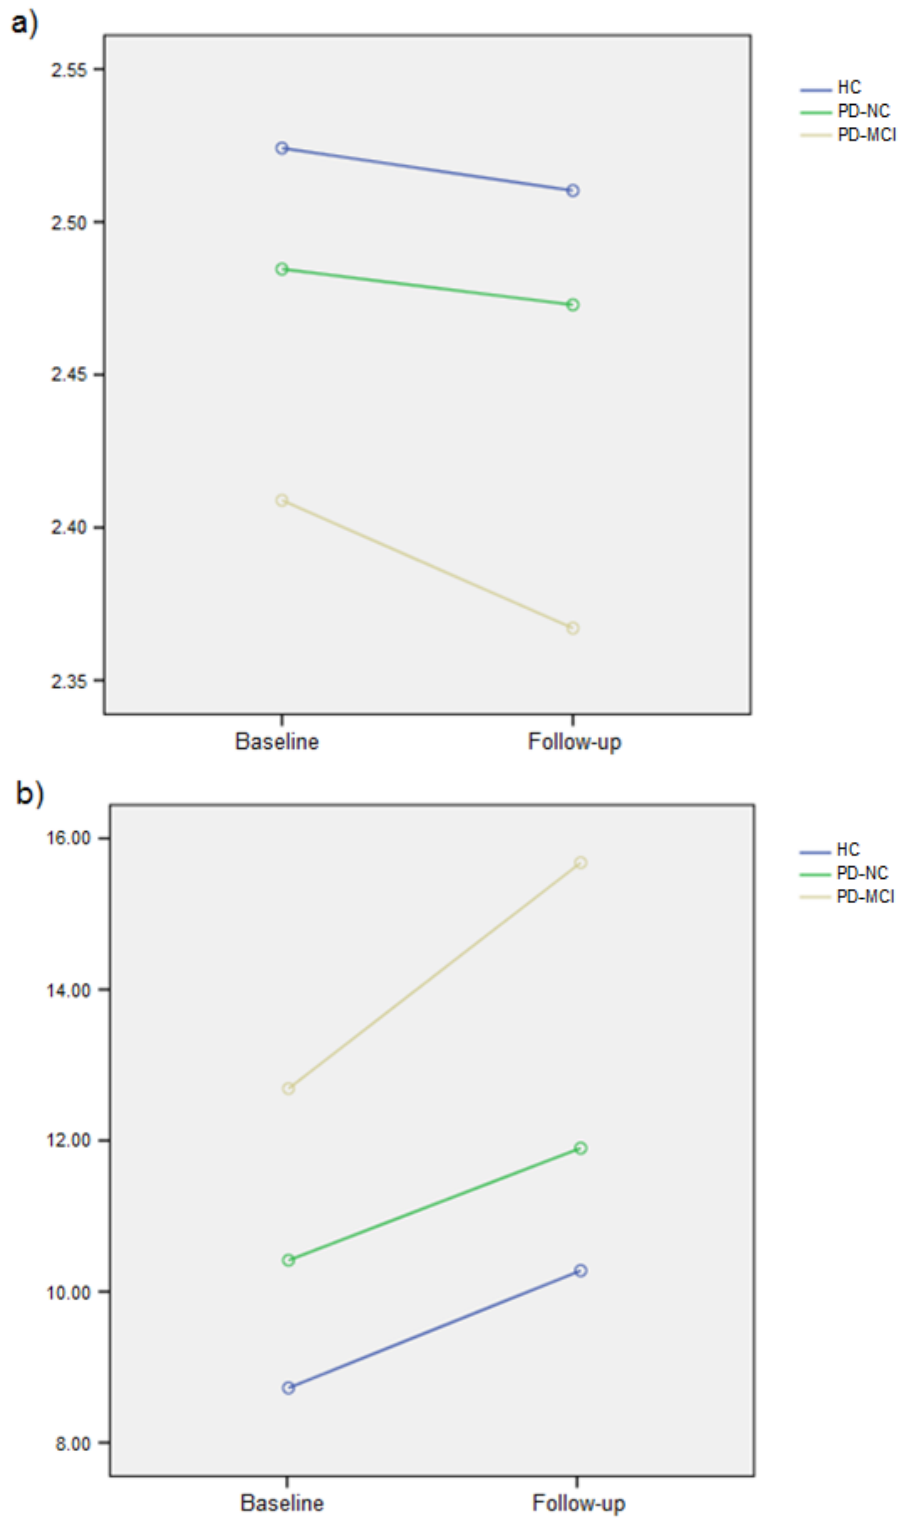 a)
2.55
2.50
2.45
2.40
2.35
Baseline Follow-up
HC
PD-NC
PD-MCI
b)
16.00
14.00
12.00
10.00
8.00
Baseline Follow-up
HC
PD-NC
PD-MCI